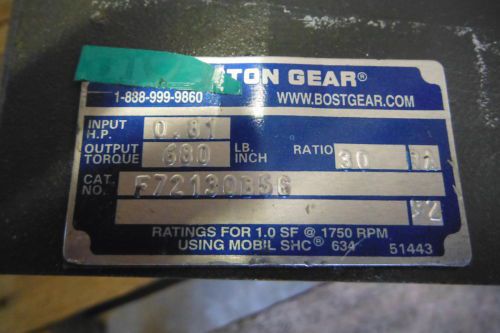 TON GEAR®
1-888-999-9860 WWW.BOSTGEAR.COM
INPUT H.P. 0.81
OUTPUT TORQUE 680 LB. INCH RATIO 30
CAT. NO. F72130B56
RATINGS FOR 1.0 SF @ 1750 RPM
USING MOBIL SHC® 634 51443